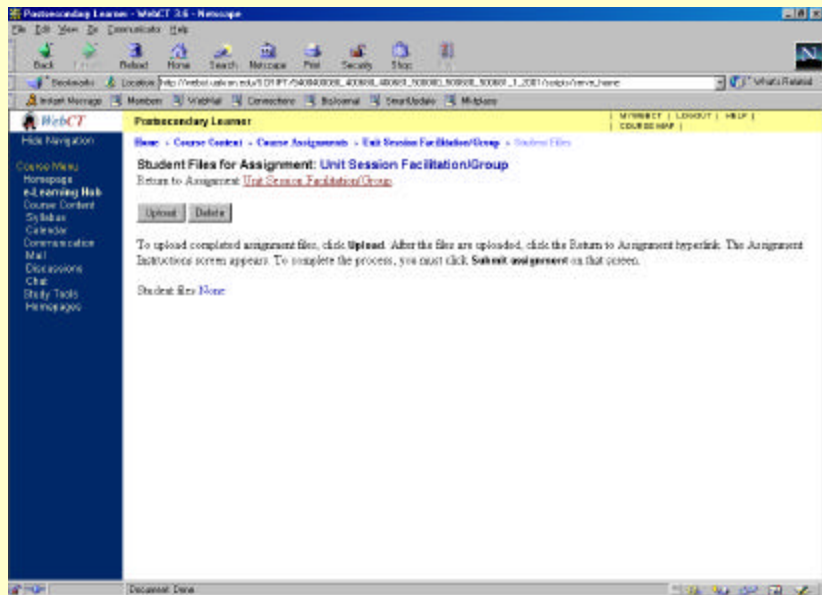 Postsecondary Learner - WebCT 3.6 - Netscape
File Edit View Go Communicator Help
Back Reload Home Search Netscape Print Security Stop
Bookmarks Location What's Related
Instant Message Members WebMail Connections BizJournal SmartUpdate Mktplace
WebCT
Postsecondary Learner
| MYWEBCT | LOGOUT | HELP |
| COURSE MAP |
Hide Navigation
Home › Course Content › Course Assignments › Unit Session Facilitation/Group › Student Files
Course Menu
Homepage
e-Learning Hub
Course Content
Syllabus
Calendar
Communication
Mail
Discussions
Chat
Study Tools
Homepages
Student Files for Assignment: Unit Session Facilitation/Group
Return to Assignment Unit Session Facilitation/Group.
Upload Delete
To upload completed assignment files, click Upload. After the files are uploaded, click the Return to Assignment hyperlink. The Assignment
Instructions screen appears. To complete the process, you must click Submit assignment on that screen.
Student files None
Document: Done